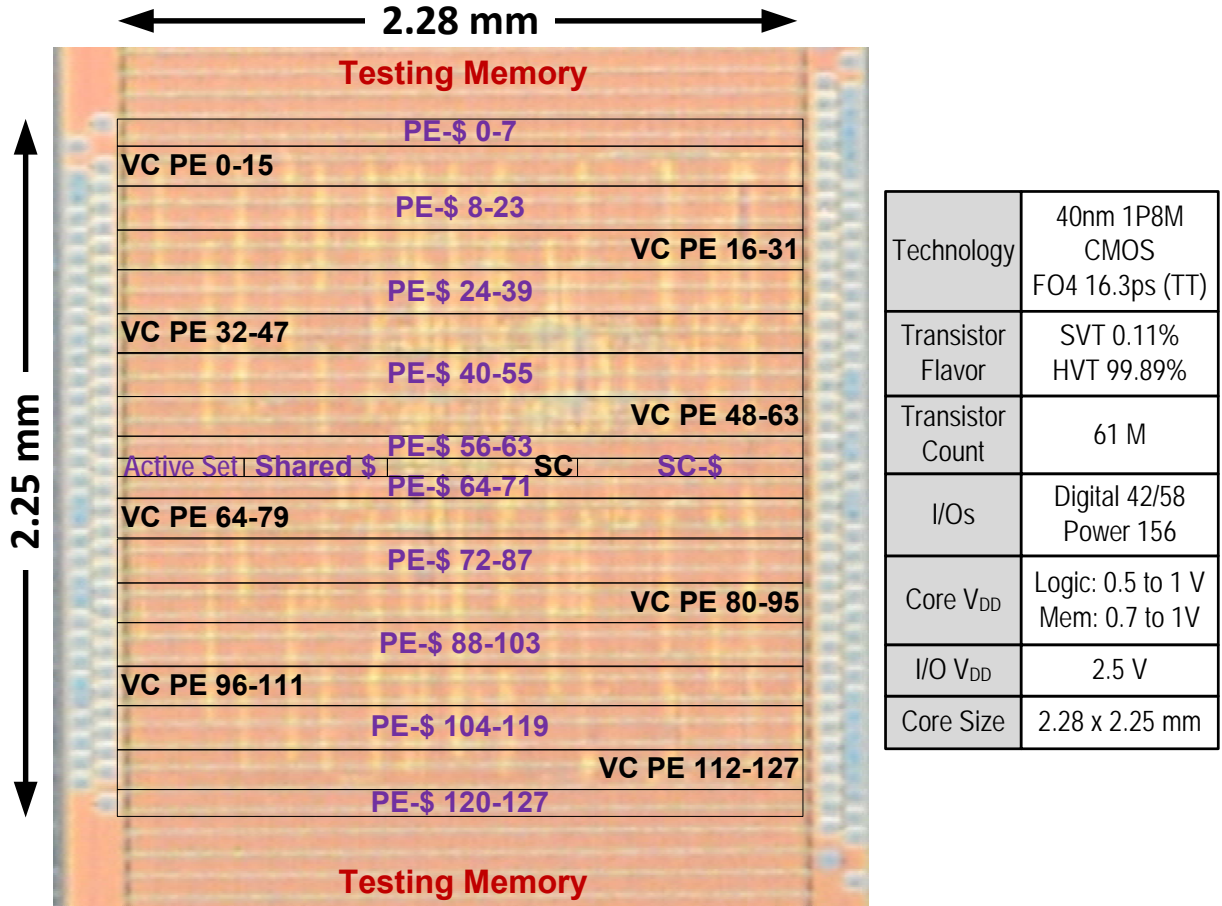 2.28 mm
2.25 mm
Testing Memory
PE-$ 0-7
VC PE 0-15
PE-$ 8-23
VC PE 16-31
PE-$ 24-39
VC PE 32-47
PE-$ 40-55
VC PE 48-63
PE-$ 56-63
Active Set Shared $ SC SC-$
PE-$ 64-71
VC PE 64-79
PE-$ 72-87
VC PE 80-95
PE-$ 88-103
VC PE 96-111
PE-$ 104-119
VC PE 112-127
PE-$ 120-127
Testing Memory
Technology
40nm 1P8M
CMOS
FO4 16.3ps (TT)
Transistor
Flavor
SVT 0.11%
HVT 99.89%
Transistor
Count
61 M
I/Os
Digital 42/58
Power 156
Core VDD
Logic: 0.5 to 1 V
Mem: 0.7 to 1V
I/O VDD
2.5 V
Core Size
2.28 x 2.25 mm